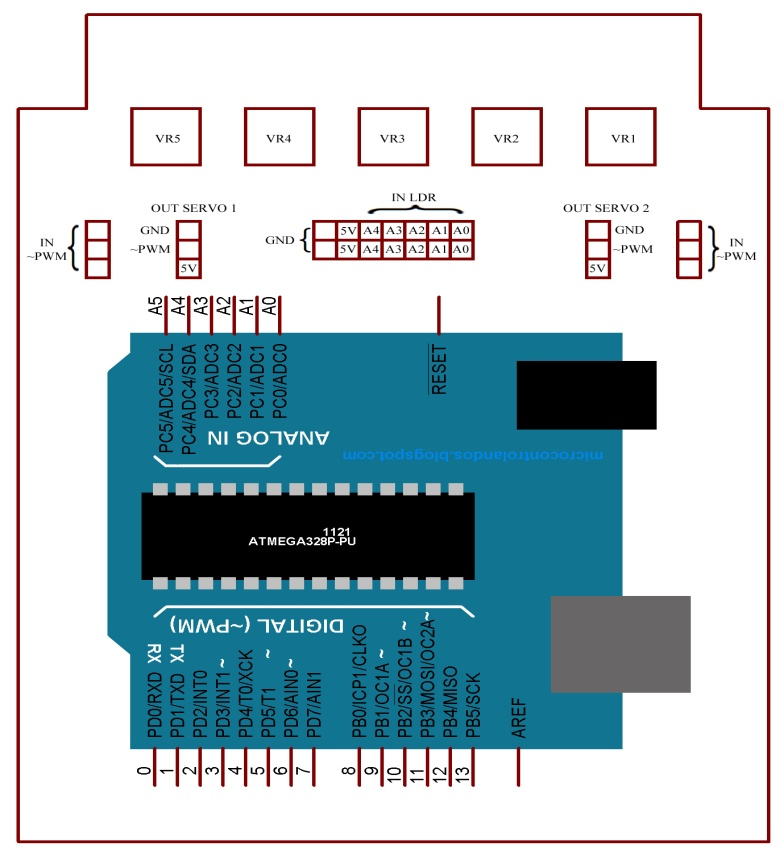 VR5 VR4 VR3 VR2 VR1
IN LDR
OUT SERVO 1
OUT SERVO 2
IN
~PWM
GND
~PWM
5V
GND
5V A4 A3 A2 A1 A0
5V A4 A3 A2 A1 A0
GND
~PWM
5V
IN
~PWM
A5 A4 A3 A2 A1 A0
PC5/ADC5/SCL
PC4/ADC4/SDA
PC3/ADC3
PC2/ADC2
PC1/ADC1
PC0/ADC0
RESET
ANALOG IN
microcontrolandos.blogspot.com
1121
ATMEGA328P-PU
DIGITAL (~PWM)
RX
TX
PD0/RXD
PD1/TXD
PD2/INT0
PD3/INT1 ~
PD4/T0/XCK
PD5/T1 ~
PD6/AIN0 ~
PD7/AIN1
PB0/ICP1/CLKO
PB1/OC1A ~
PB2/SS/OC1B ~
PB3/MOSI/OC2A ~
PB4/MISO
PB5/SCK
AREF
0 1 2 3 4 5 6 7 8 9 10 11 12 13